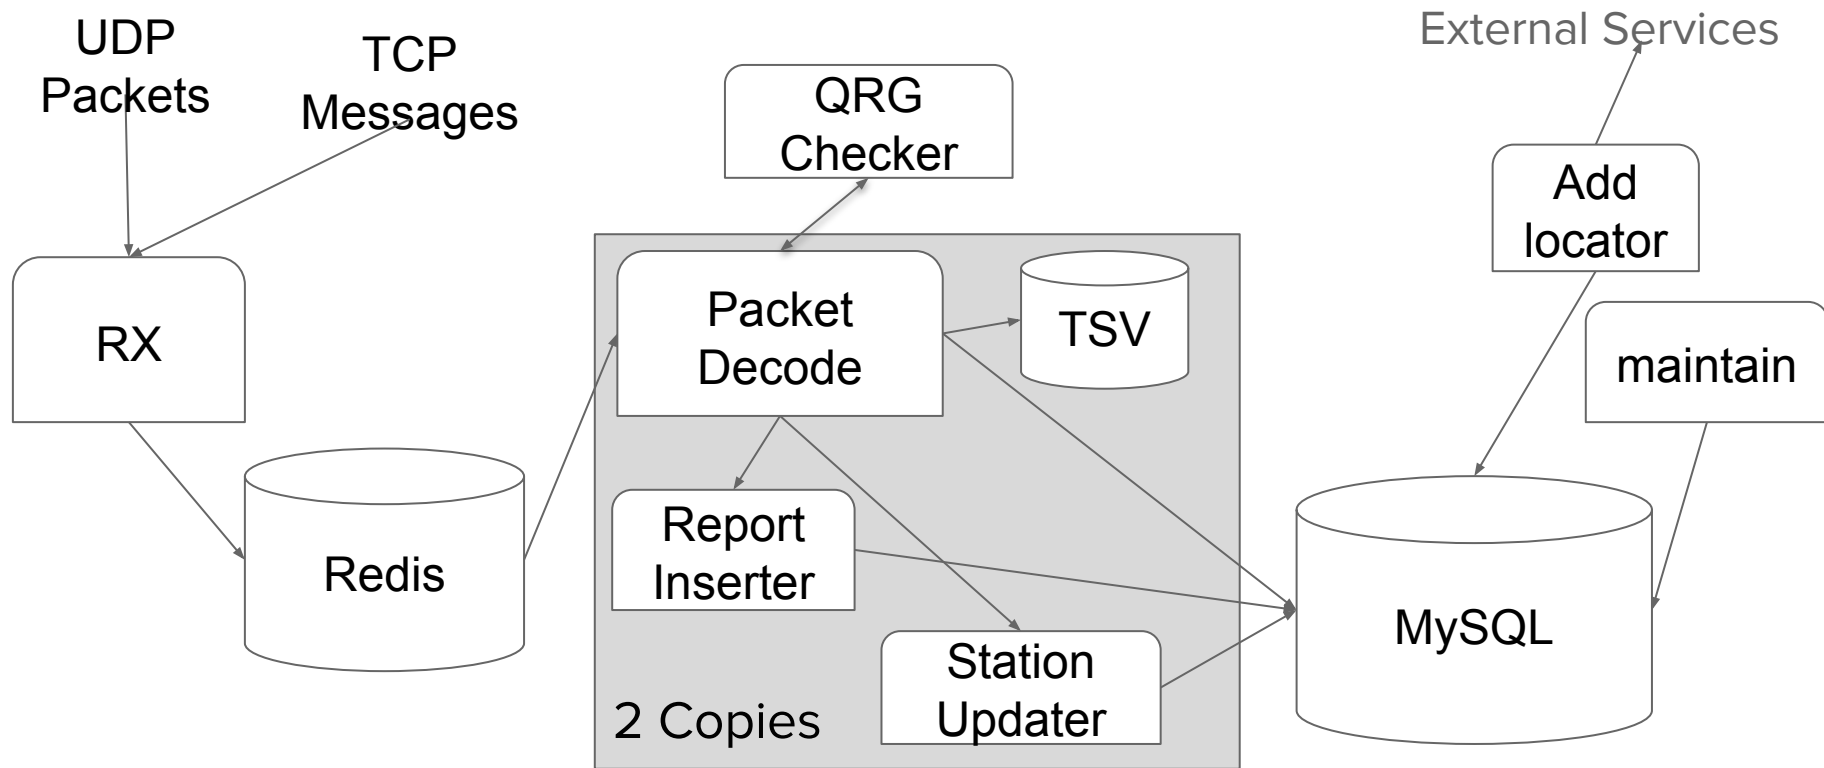 UDP
Packets
TCP
Messages
External Services
QRG
Checker
Add
locator
RX
Packet
Decode
TSV
maintain
Redis
Report
Inserter
MySQL
Station
Updater
2 Copies